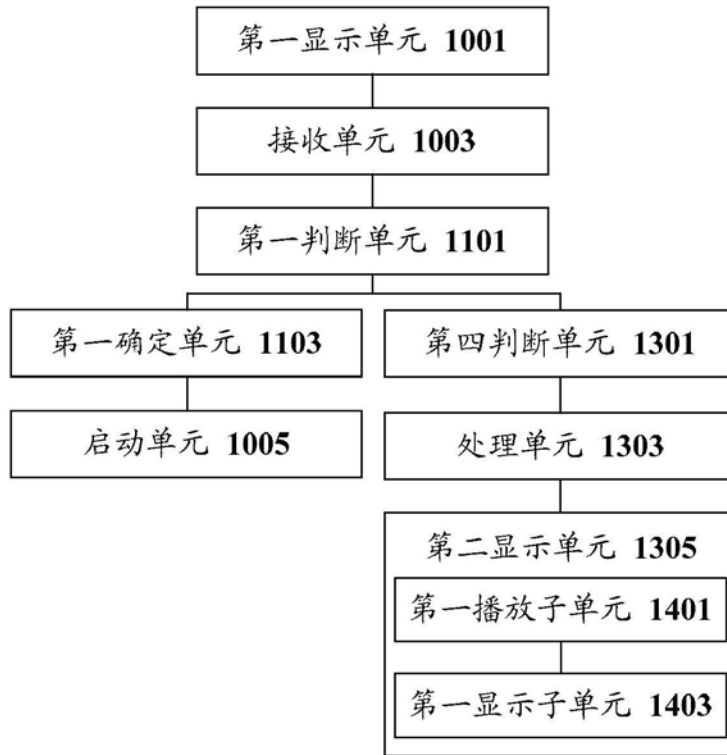 第一显示单元 1001
接收单元 1003
第一判断单元 1101
第一确定单元 1103
第四判断单元 1301
启动单元 1005
处理单元 1303
第二显示单元 1305
第一播放子单元 1401
第一显示子单元 1403